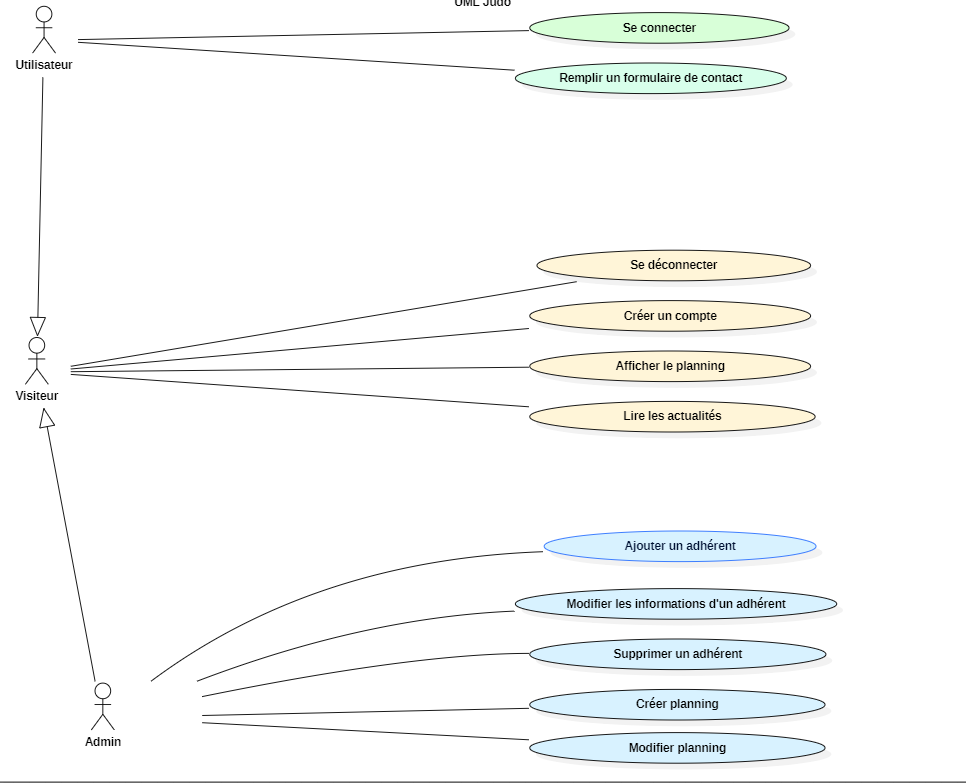 UML Judo
Se connecter
Utilisateur
Remplir un formulaire de contact
Se déconnecter
Créer un compte
Afficher le planning
Visiteur
Lire les actualités
Ajouter un adhérent
Modifier les informations d'un adhérent
Supprimer un adhérent
Créer planning
Admin
Modifier planning